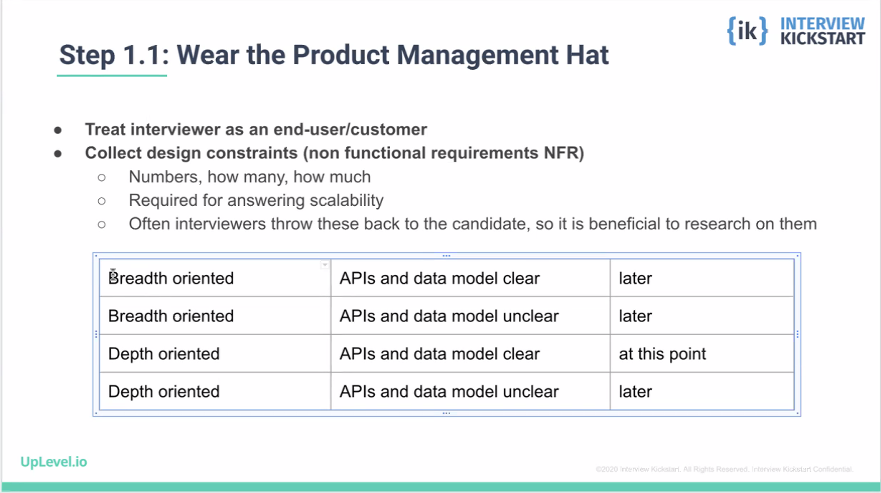 Step 1.1: Wear the Product Management Hat
{ik} INTERVIEW
KICKSTART
● Treat interviewer as an end-user/customer
● Collect design constraints (non functional requirements NFR)
○ Numbers, how many, how much
○ Required for answering scalability
○ Often interviewers throw these back to the candidate, so it is beneficial to research on them
Breadth oriented APIs and data model clear later
Breadth oriented APIs and data model unclear later
Depth oriented APIs and data model clear at this point
Depth oriented APIs and data model unclear later
UpLevel.io
©2020 Interview Kickstart. All Rights Reserved. Interview Kickstart Confidential.